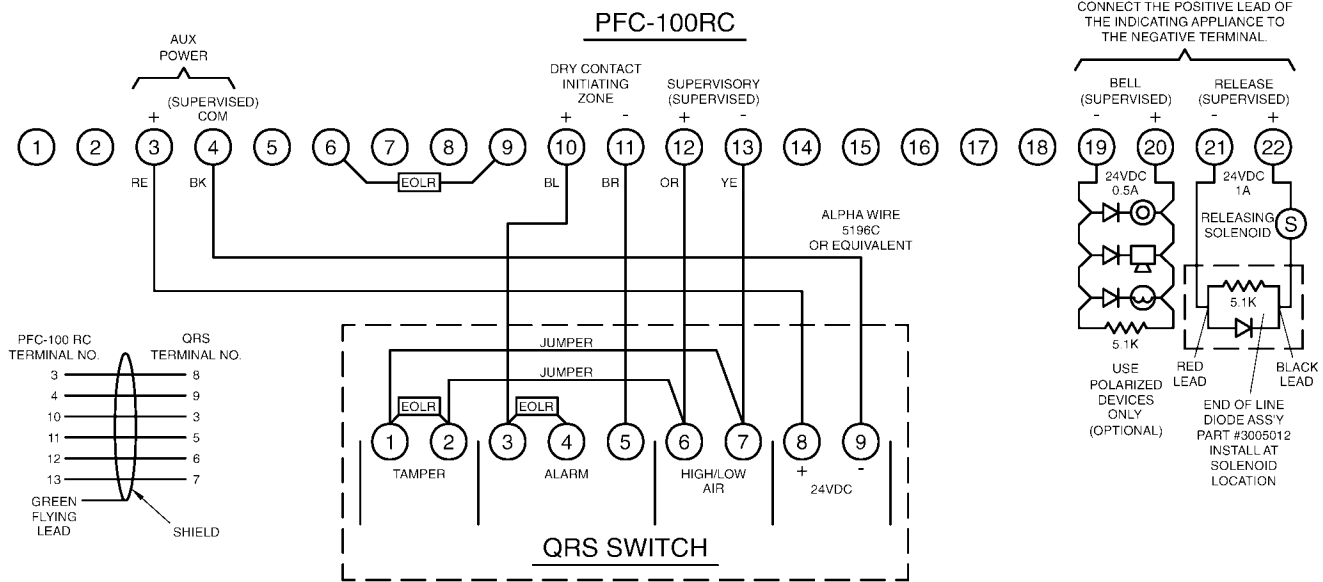 PFC-100RC
CONNECT THE POSITIVE LEAD OF
THE INDICATING APPLIANCE TO
THE NEGATIVE TERMINAL.
AUX
POWER
(SUPERVISED)
+ COM
DRY CONTACT
INITIATING
ZONE
+ -
SUPERVISORY
(SUPERVISED)
+ -
BELL
(SUPERVISED)
- +
RELEASE
(SUPERVISED)
- +
1 2 3 4 5 6 7 8 9 10 11 12 13 14 15 16 17 18 19 20 21 22
RE BK EOLR BL BR OR YE
24VDC
0.5A
24VDC
1A
ALPHA WIRE
5196C
OR EQUIVALENT
RELEASING
SOLENOID
S
5.1K
5.1K
USE
POLARIZED
DEVICES
ONLY
(OPTIONAL)
RED
LEAD
BLACK
LEAD
END OF LINE
DIODE ASS'Y
PART #3005012
INSTALL AT
SOLENOID
LOCATION
PFC-100 RC
TERMINAL NO.
QRS
TERMINAL NO.
3 8
4 9
10 3
11 5
12 6
13 7
GREEN
FLYING
LEAD
SHIELD
JUMPER
JUMPER
EOLR EOLR
1 2 3 4 5 6 7 8 9
TAMPER
ALARM
HIGH/LOW
AIR
+ -
24VDC
QRS SWITCH